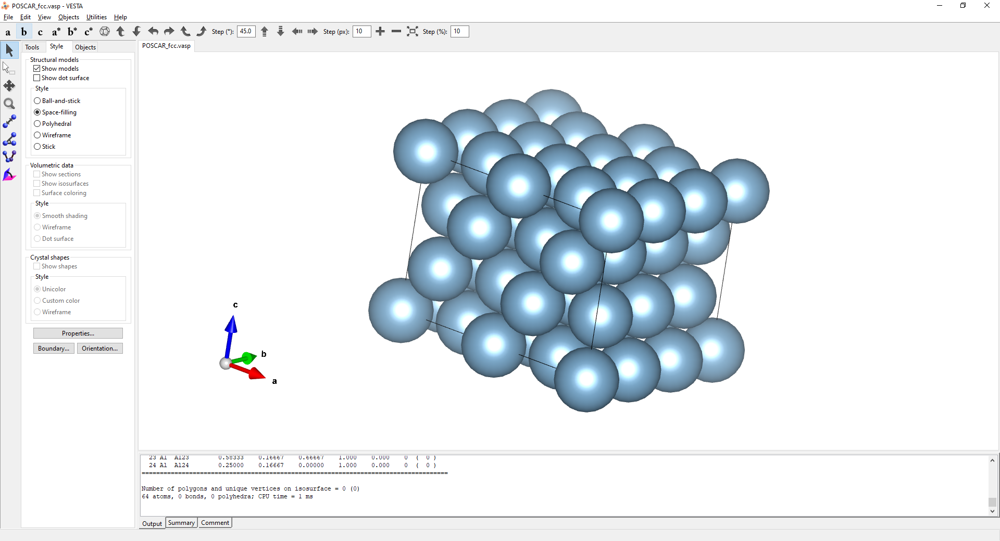 POSCAR_fcc.vasp - VESTA
File Edit View Objects Utilities Help
a b c a* b* c* Step (°): 45.0 Step (px): 10 Step (%): 10
Tools Style Objects
POSCAR_fcc.vasp
Structural models
Show models
Show dot surface
Style
Ball-and-stick
Space-filling
Polyhedral
Wireframe
Stick
Volumetric data
Show sections
Show isosurfaces
Surface coloring
Style
Smooth shading
Wireframe
Dot surface
Crystal shapes
Show shapes
Style
Unicolor
Custom color
Wireframe
Properties...
Boundary... Orientation...
c
b
a
23 Al Al23 0.58333 0.16667 0.66667 1.000 0.000 0 ( 0 )
24 Al Al24 0.25000 0.16667 0.00000 1.000 0.000 0 ( 0 )
====================================================================================
Number of polygons and unique vertices on isosurface = 0 (0)
64 atoms, 0 bonds, 0 polyhedra; CPU time = 1 ms
Output Summary Comment